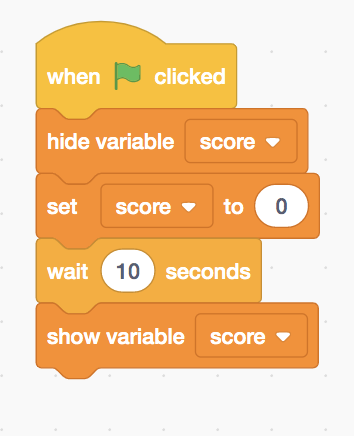 when clicked
hide variable score
set score to 0
wait 10 seconds
show variable score